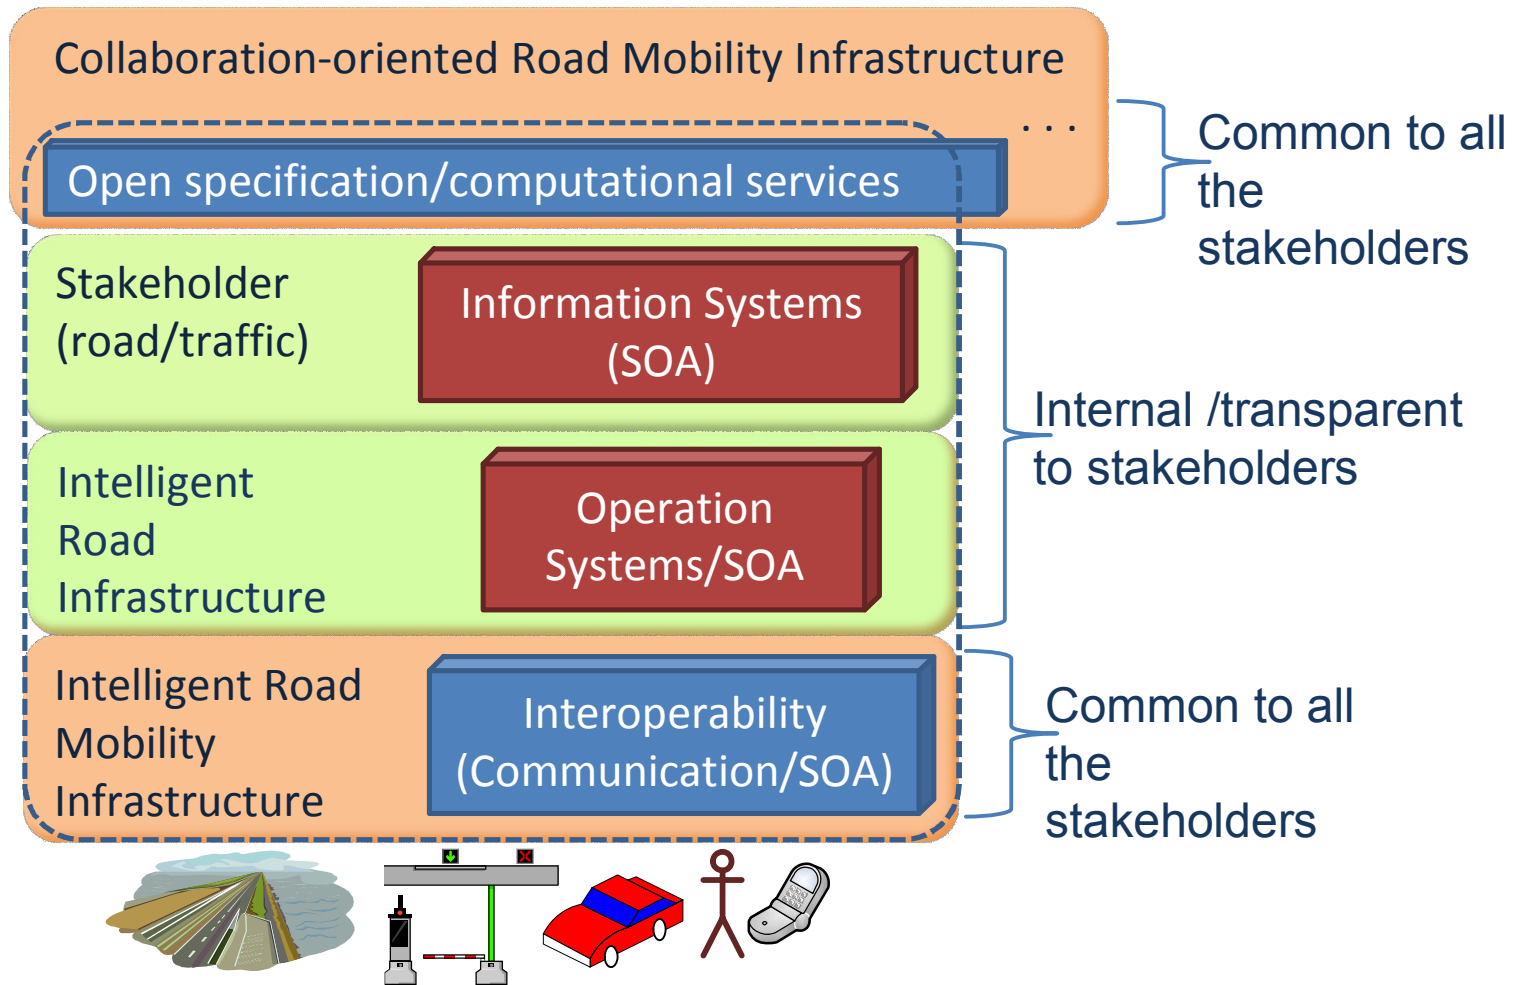 Collaboration-oriented Road Mobility Infrastructure
. . .
Open specification/computational services
Common to all
the
stakeholders
Stakeholder
(road/traffic)
Information Systems
(SOA)
Internal /transparent
to stakeholders
Intelligent
Road
Infrastructure
Operation
Systems/SOA
Intelligent Road
Mobility
Infrastructure
Interoperability
(Communication/SOA)
Common to all
the
stakeholders